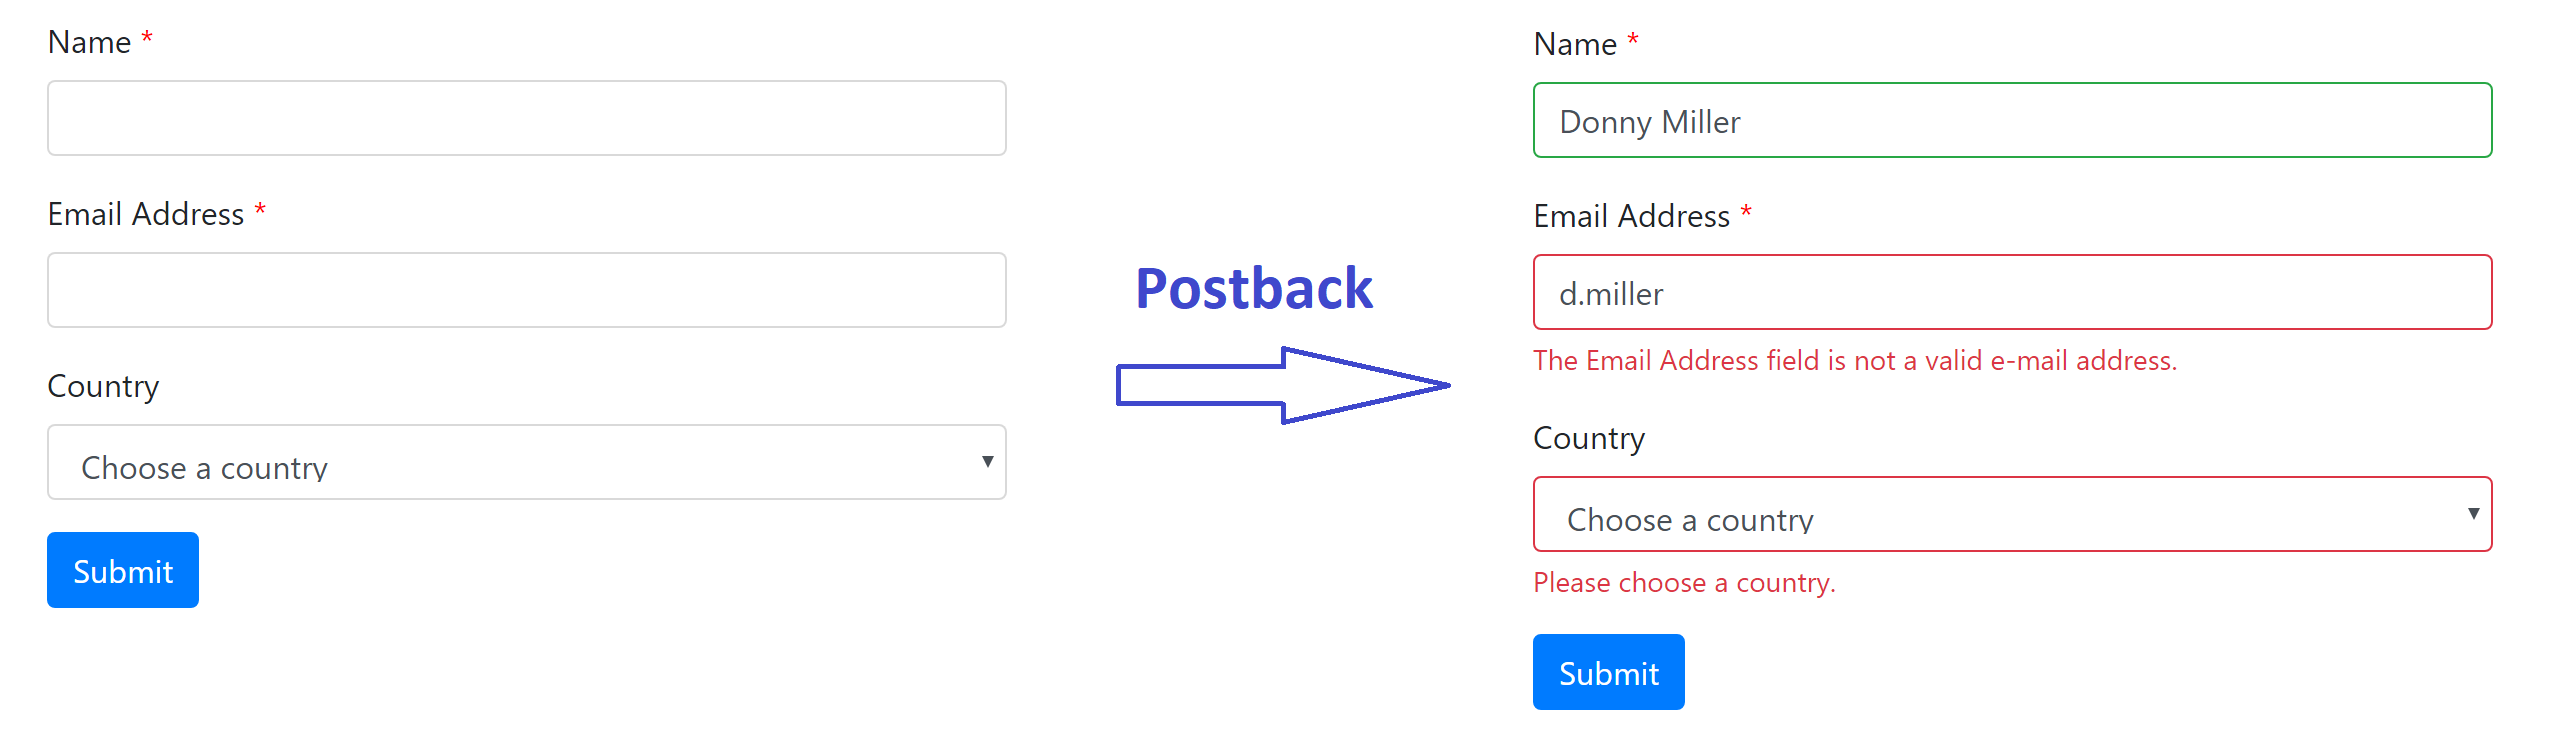 Name *
Email Address *
Country
Choose a country
Submit
Postback
Name *
Donny Miller
Email Address *
d.miller
The Email Address field is not a valid e-mail address.
Country
Choose a country
Please choose a country.
Submit